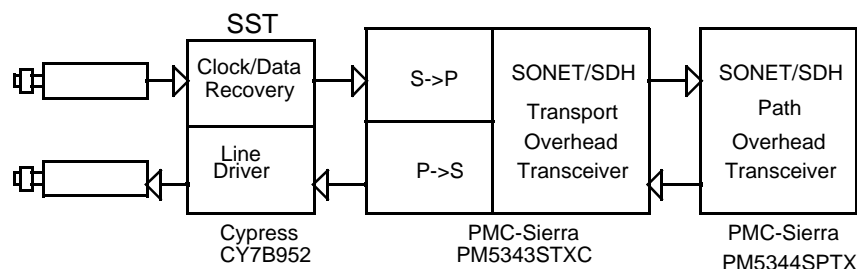 SST
Clock/Data
Recovery
Line
Driver
Cypress
CY7B952
S->P
P->S
SONET/SDH
Transport
Overhead
Transceiver
PMC-Sierra
PM5343STXC
SONET/SDH
Path
Overhead
Transceiver
PMC-Sierra
PM5344SPTX